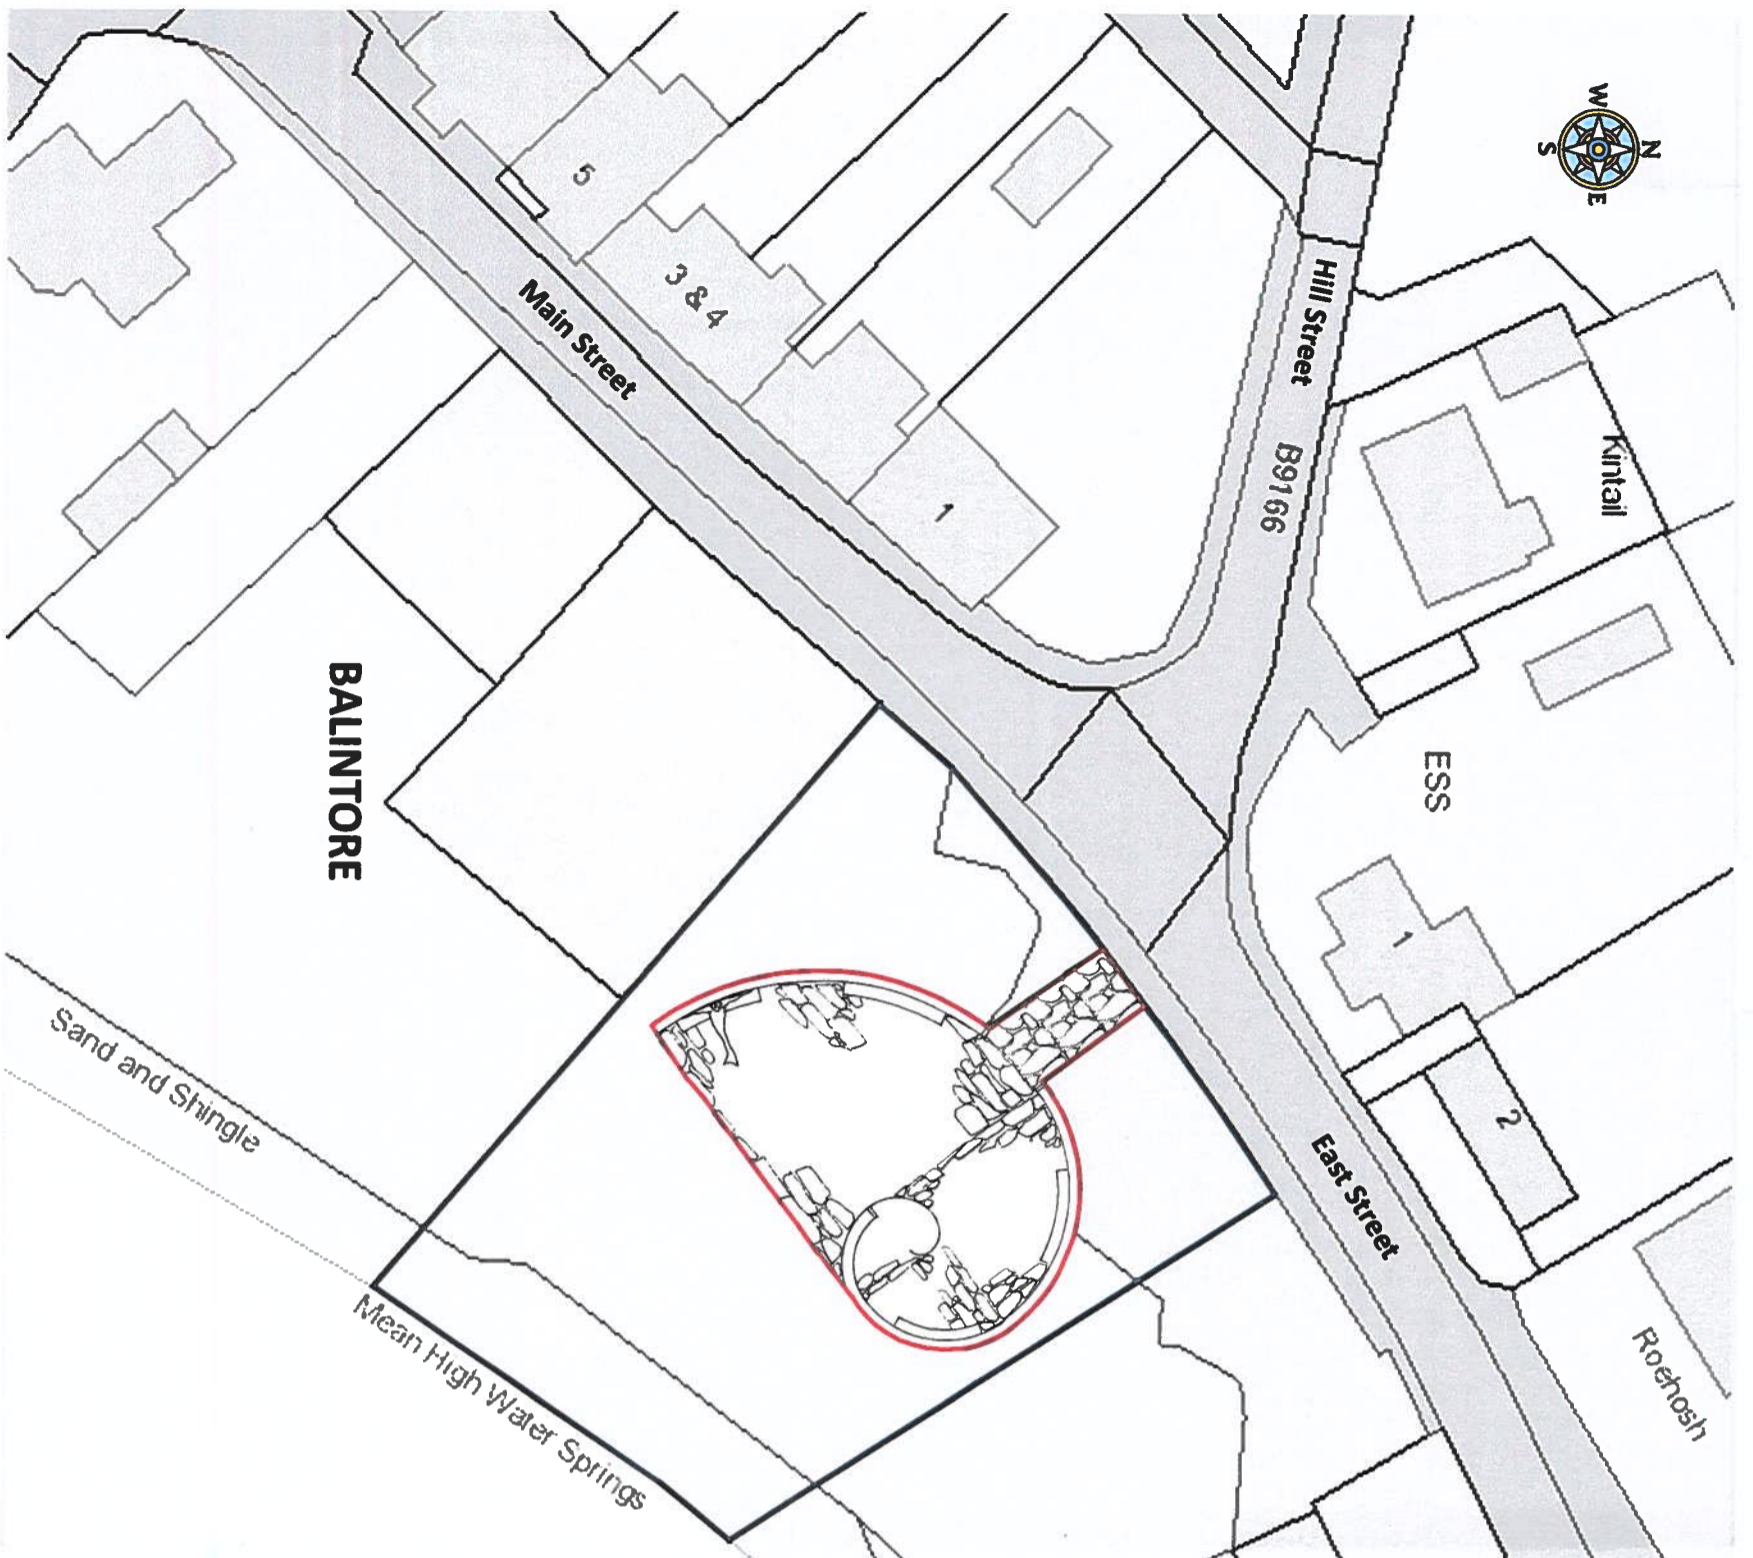 W
N
S
E
5
3 & 4
Main Street
1
Hill Street
B9166
Kintail
ESS
BALINTORE
1
2
East Street
Roehosh
Sand and Shingle
Mean High Water Springs